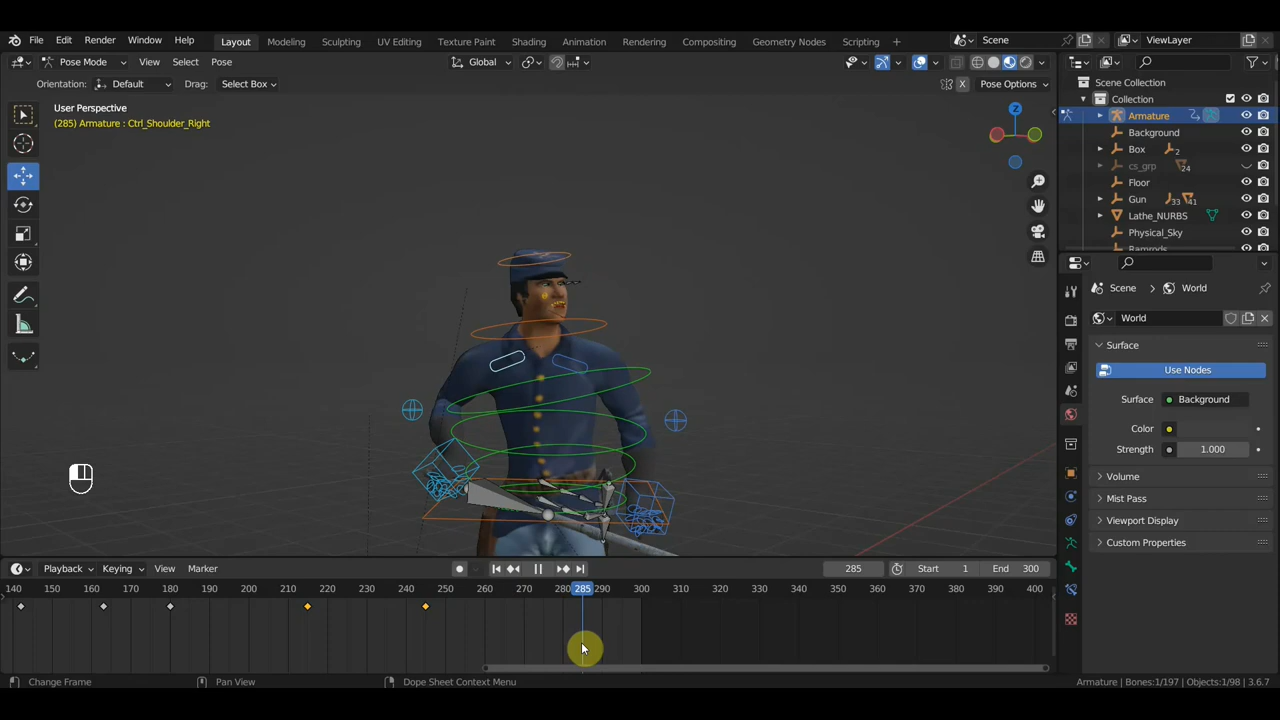 File Edit Render Window Help Layout Modeling Sculpting UV Editing Texture Paint Shading Animation Rendering Compositing Geometry Nodes Scripting + Scene ViewLayer
Pose Mode View Select Pose Global Pose Options
Orientation: Default Drag: Select Box X
User Perspective
(285) Armature : Ctrl_Shoulder_Right
Z
Scene Collection
Collection
Armature
Background
Box 2
cs_grp 24
Floor
Gun 33 41
Lathe_NURBS
Physical_Sky
Ramrods
Scene > World
World
Surface
Use Nodes
Surface Background
Color
Strength 1.000
Volume
Mist Pass
Viewport Display
Custom Properties
Playback Keying View Marker 285 Start 1 End 300
140 150 160 170 180 190 200 210 220 230 240 250 260 270 280 285 290 300 310 320 330 340 350 360 370 380 390 400
Change Frame Pan View Dope Sheet Context Menu Armature | Bones:1/197 | Objects:1/98 | 3.6.7